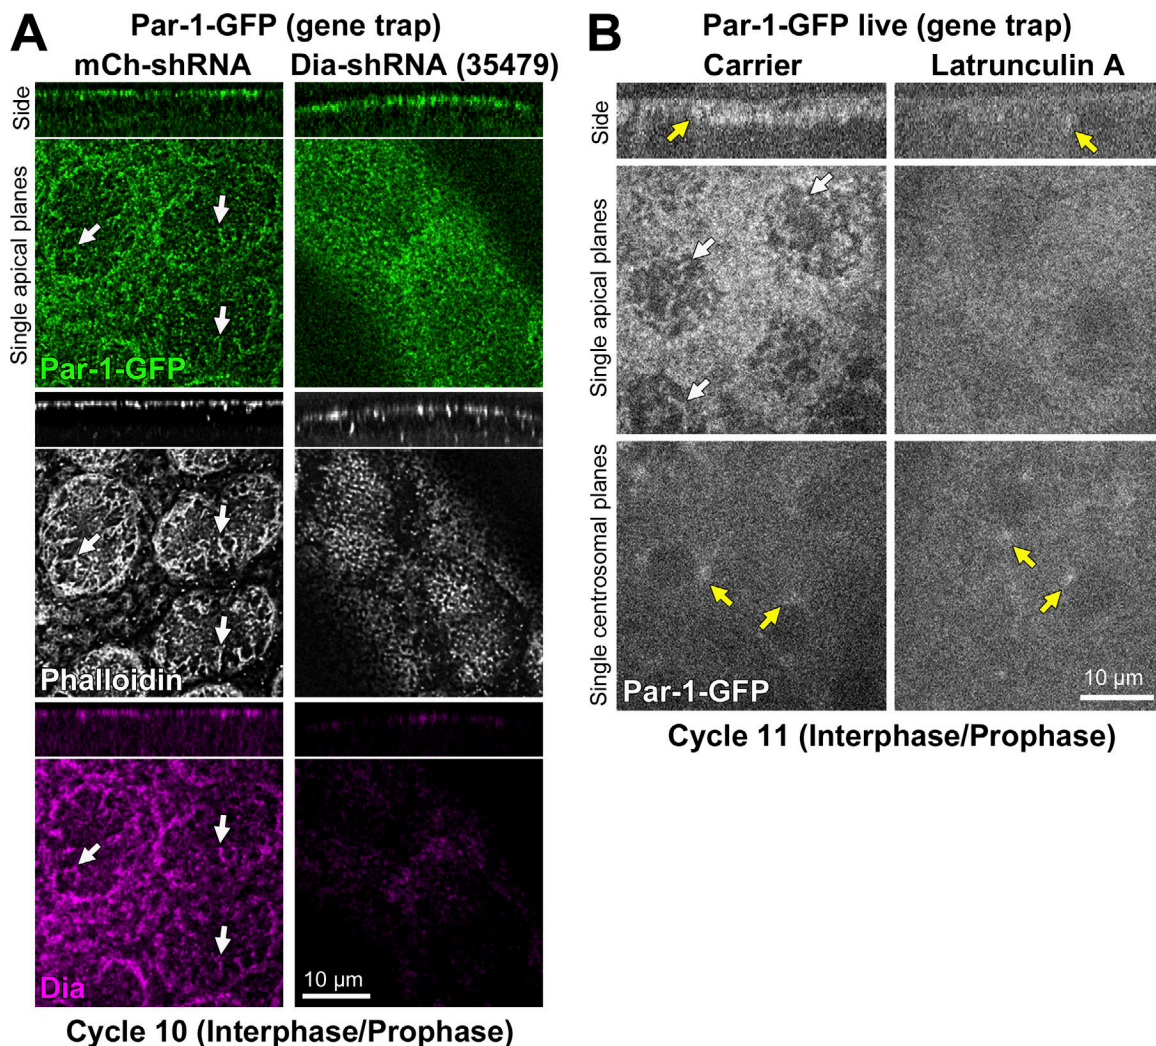 A
Par-1-GFP (gene trap)
mCh-shRNA
Dia-shRNA (35479)
Side
Single apical planes
Par-1-GFP
Phalloidin
Dia
10 µm
Cycle 10 (Interphase/Prophase)
B
Par-1-GFP live (gene trap)
Carrier
Latrunculin A
Side
Single apical planes
Single centrosomal planes
Par-1-GFP
10 µm
Cycle 11 (Interphase/Prophase)